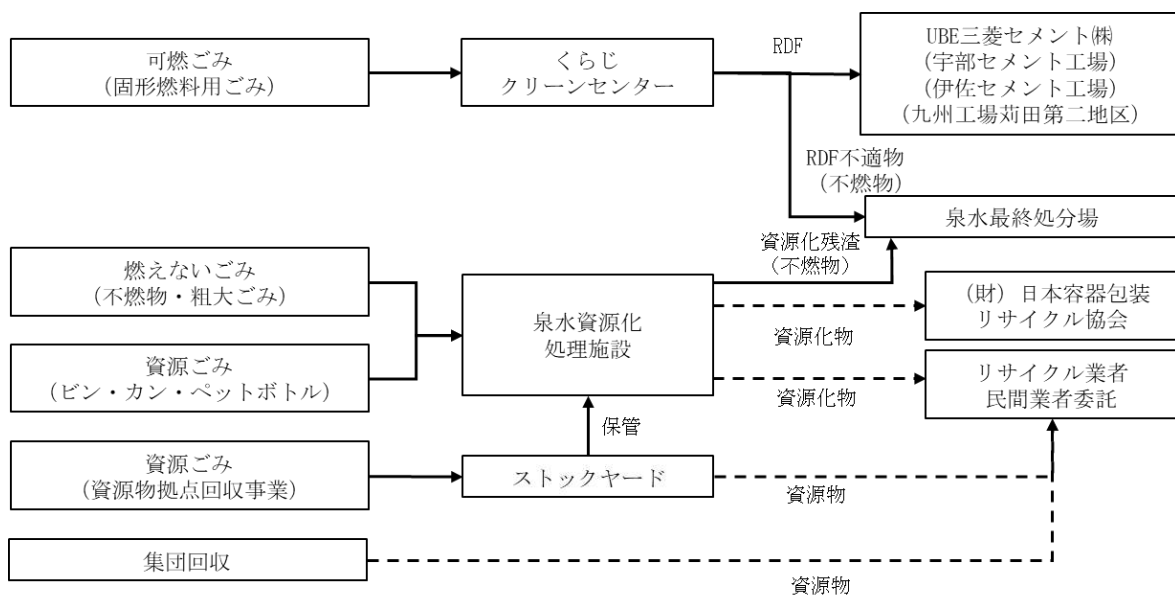 可燃ごみ
(固形燃料用ごみ)
くらじ
クリーンセンター
RDF
UBE三菱セメント㈱
(宇部セメント工場)
(伊佐セメント工場)
(九州工場苅田第二地区)
RDF不適物
(不燃物)
泉水最終処分場
資源化残渣
(不燃物)
燃えないごみ
(不燃物・粗大ごみ)
資源ごみ
(ビン・カン・ペットボトル)
泉水資源化
処理施設
資源化物
(財)日本容器包装
リサイクル協会
資源化物
リサイクル業者
民間業者委託
保管
資源ごみ
(資源物拠点回収事業)
ストックヤード
資源物
集団回収
資源物